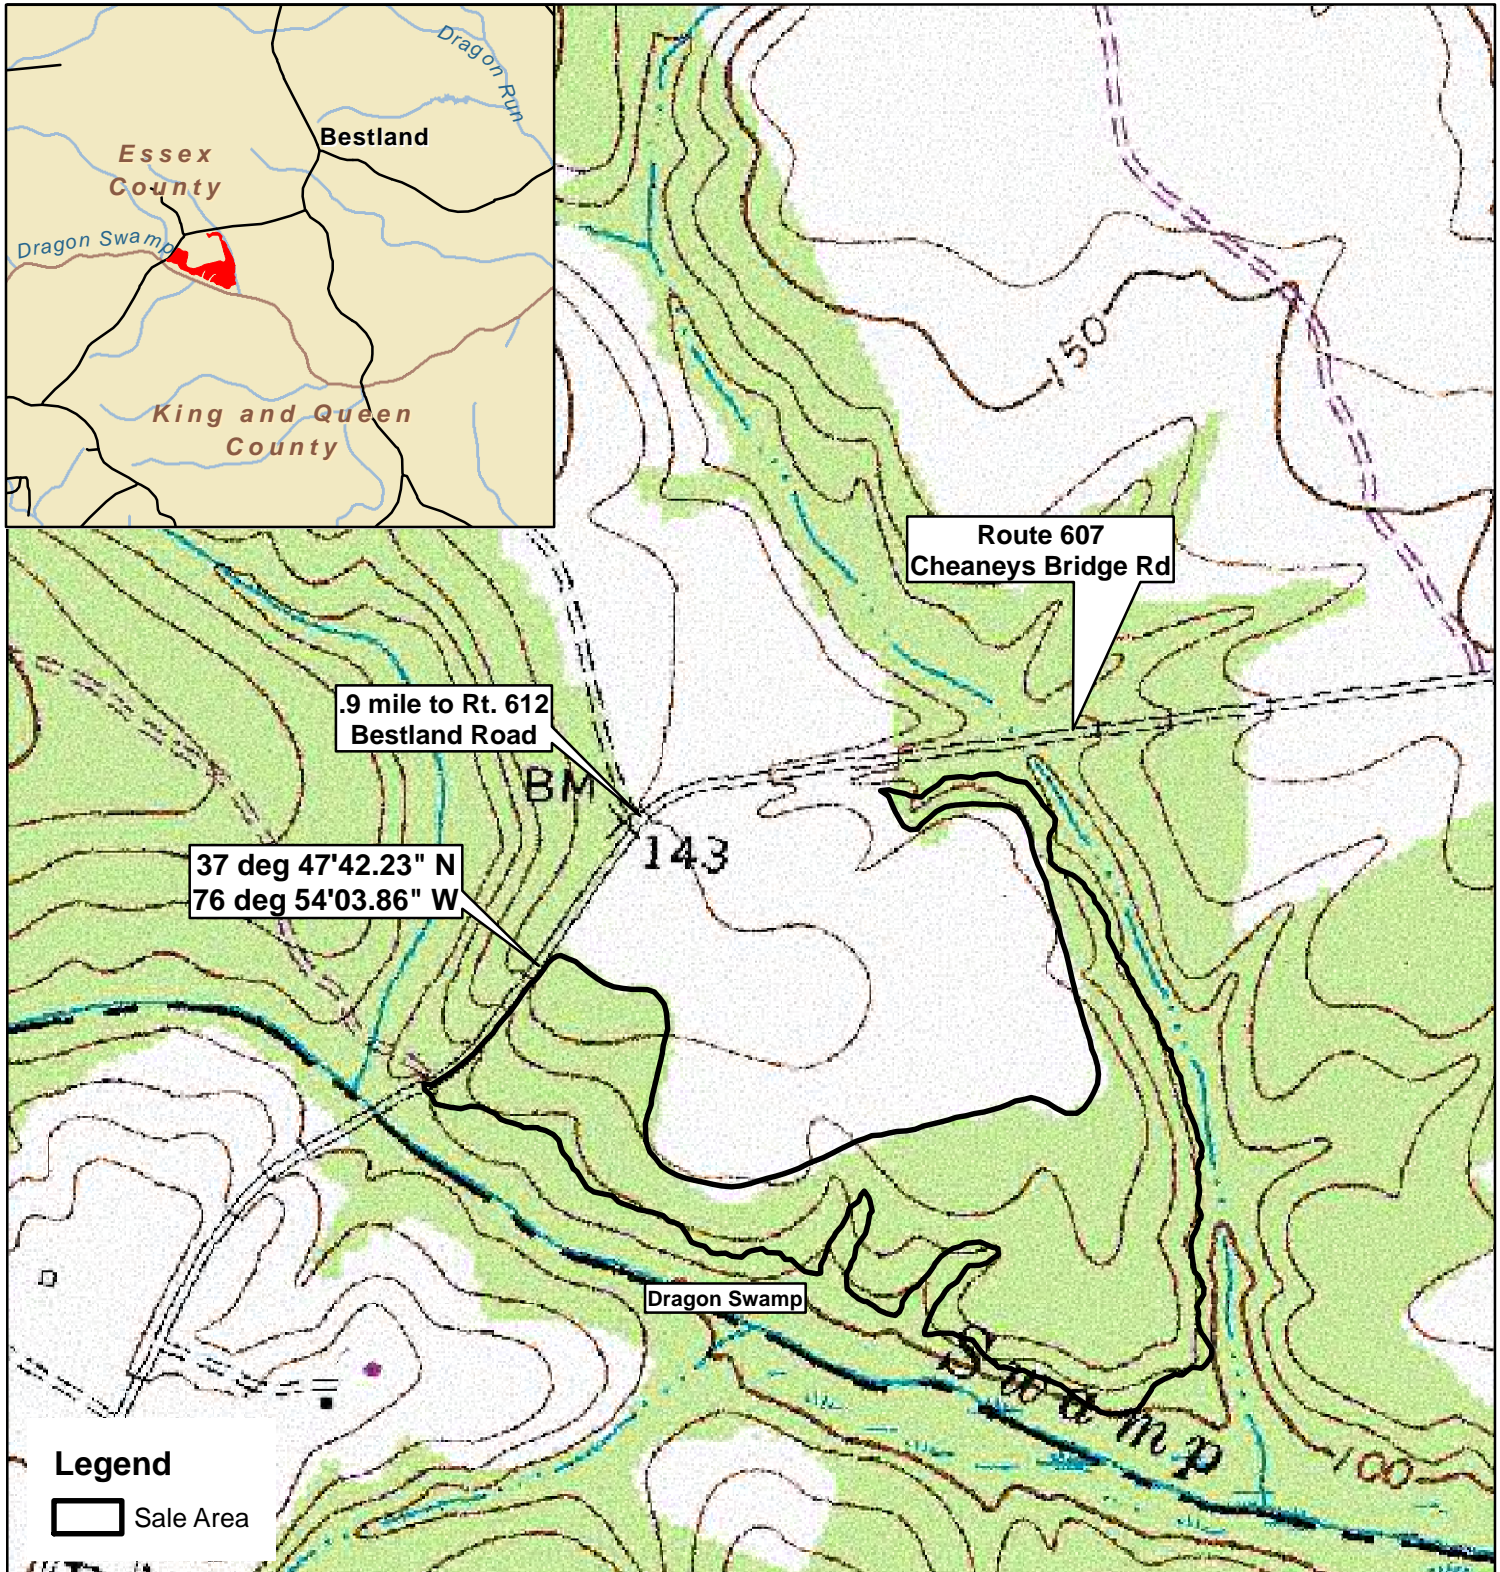 Dragon Run
Bestland
Essex
County
Dragon Swamp
King and Queen
County
150
Route 607
Cheaneys Bridge Rd
.9 mile to Rt. 612
Bestland Road
BM
143
37 deg 47'42.23" N
76 deg 54'03.86" W
Dragon Swamp
Swamp
100
Legend
Sale Area